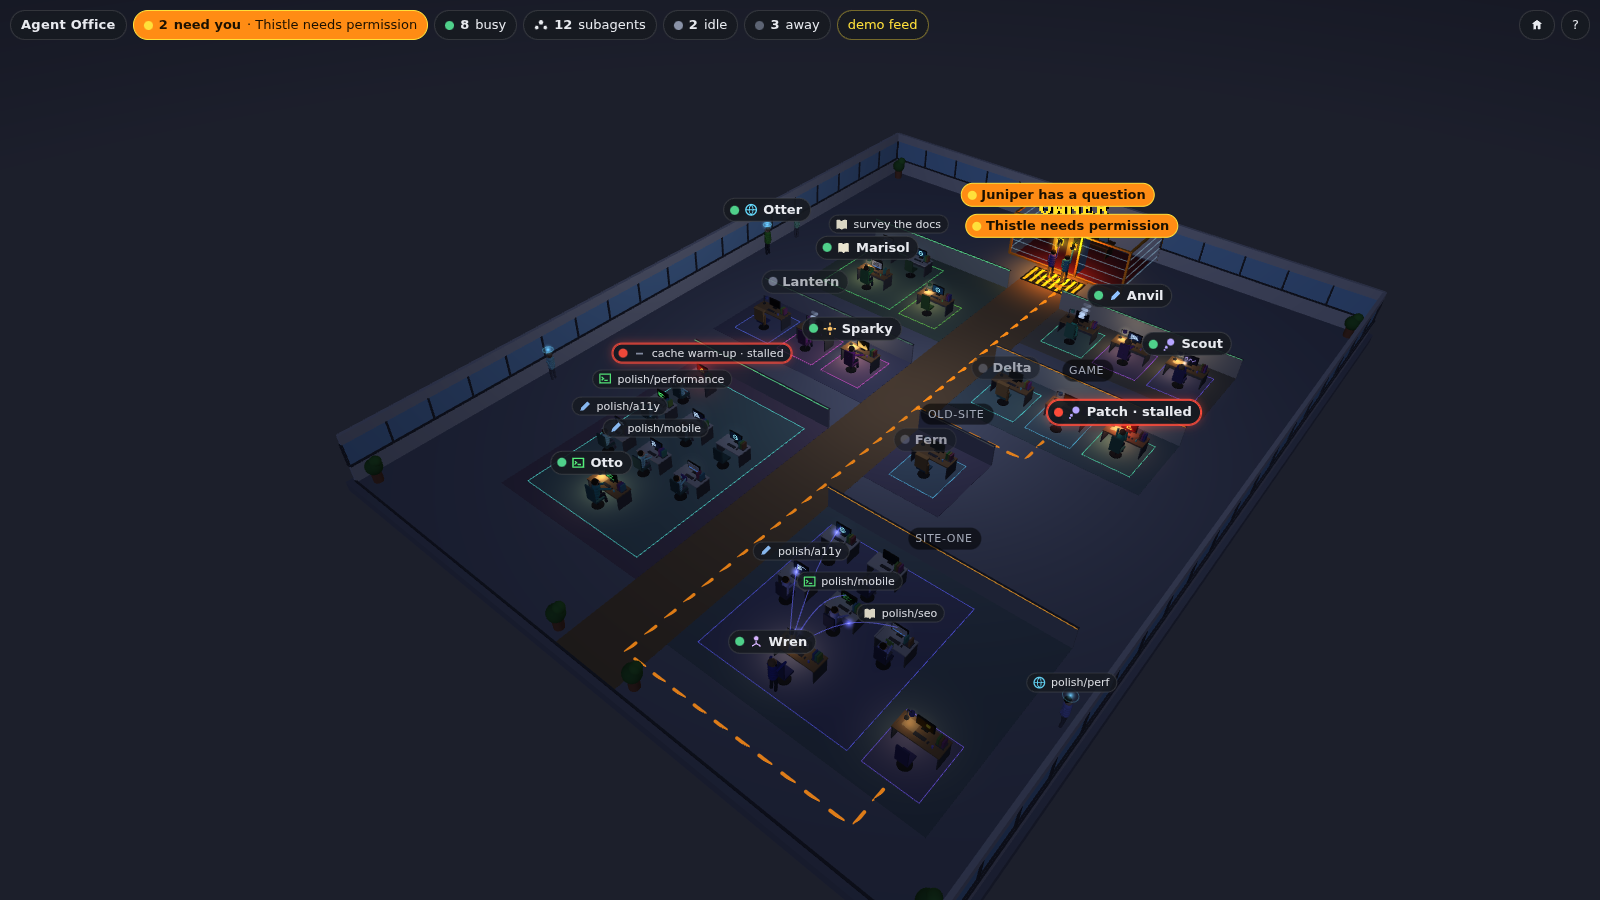 Agent Office
2 need you · Thistle needs permission
8 busy
12 subagents
2 idle
3 away
demo feed
?
Juniper has a question
Otter
survey the docs
Thistle needs permission
Marisol
Lantern
Anvil
Sparky
Scout
cache warm-up · stalled
Delta
GAME
polish/performance
polish/a11y
OLD-SITE
Patch · stalled
polish/mobile
Fern
Otto
SITE-ONE
polish/a11y
polish/mobile
polish/seo
Wren
polish/perf